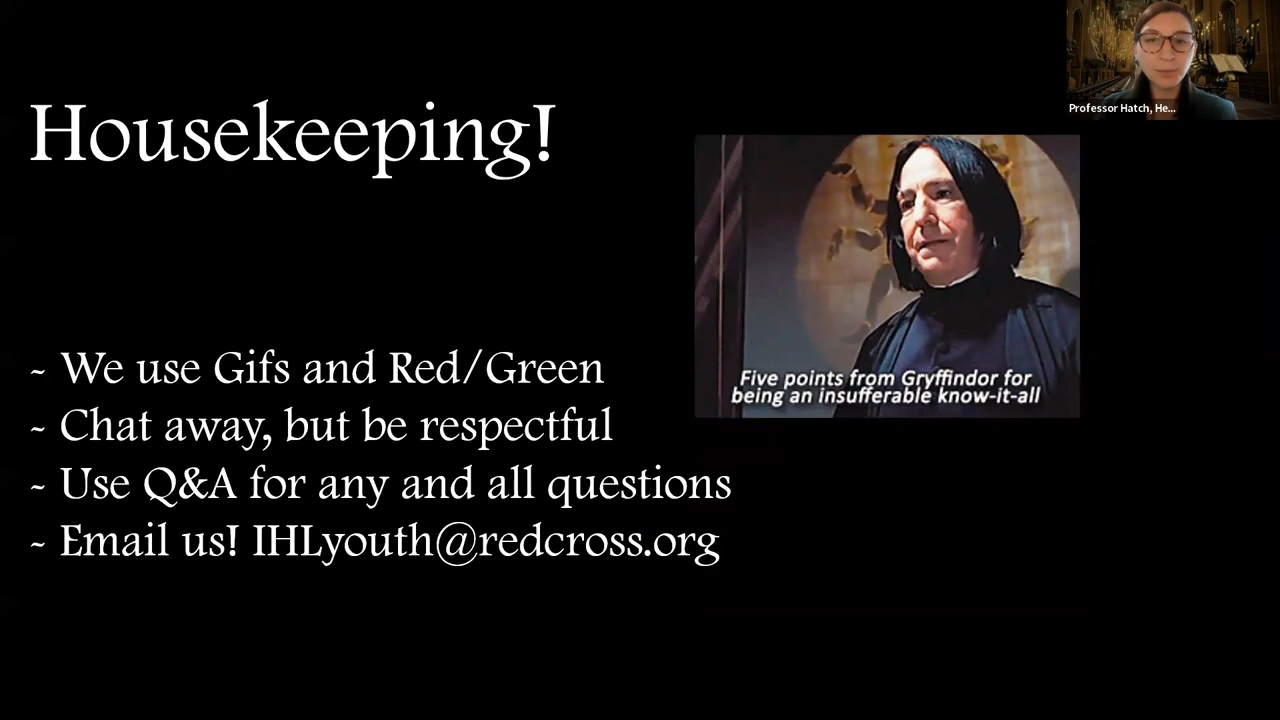 Professor Hatch, He...
Housekeeping!
Five points from Gryffindor for
being an insufferable know-it-all
~ We use Gifs and Red/Green
~ Chat away, but be respectful
~ Use Q&A for any and all questions
~ Email us! IHLyouth@redcross.org